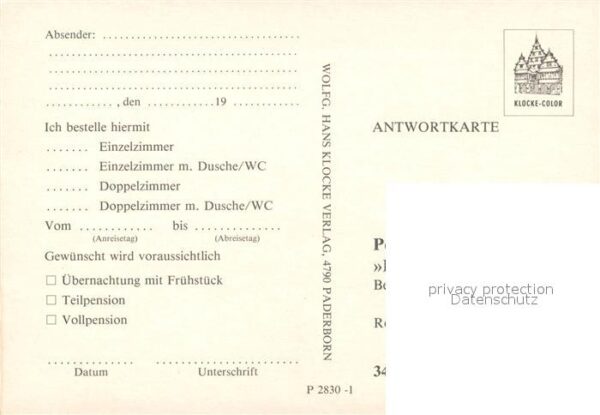 Absender: ..................................
............................................
............................................
............................................
............, den ............19 ............
Ich bestelle hiermit
....... Einzelzimmer
....... Einzelzimmer m. Dusche/WC
....... Doppelzimmer
....... Doppelzimmer m. Dusche/WC
Vom ............ bis ..............
(Anreisetag) (Abreisetag)
Gewünscht wird voraussichtlich
☐ Übernachtung mit Frühstück
☐ Teilpension
☐ Vollpension
Datum Unterschrift
WOLFG. HANS KLOCKE VERLAG, 4790 PADERBORN
P 2830 -1
KLOCKE-COLOR
ANTWORTKARTE
privacy protection
Datenschutz
34